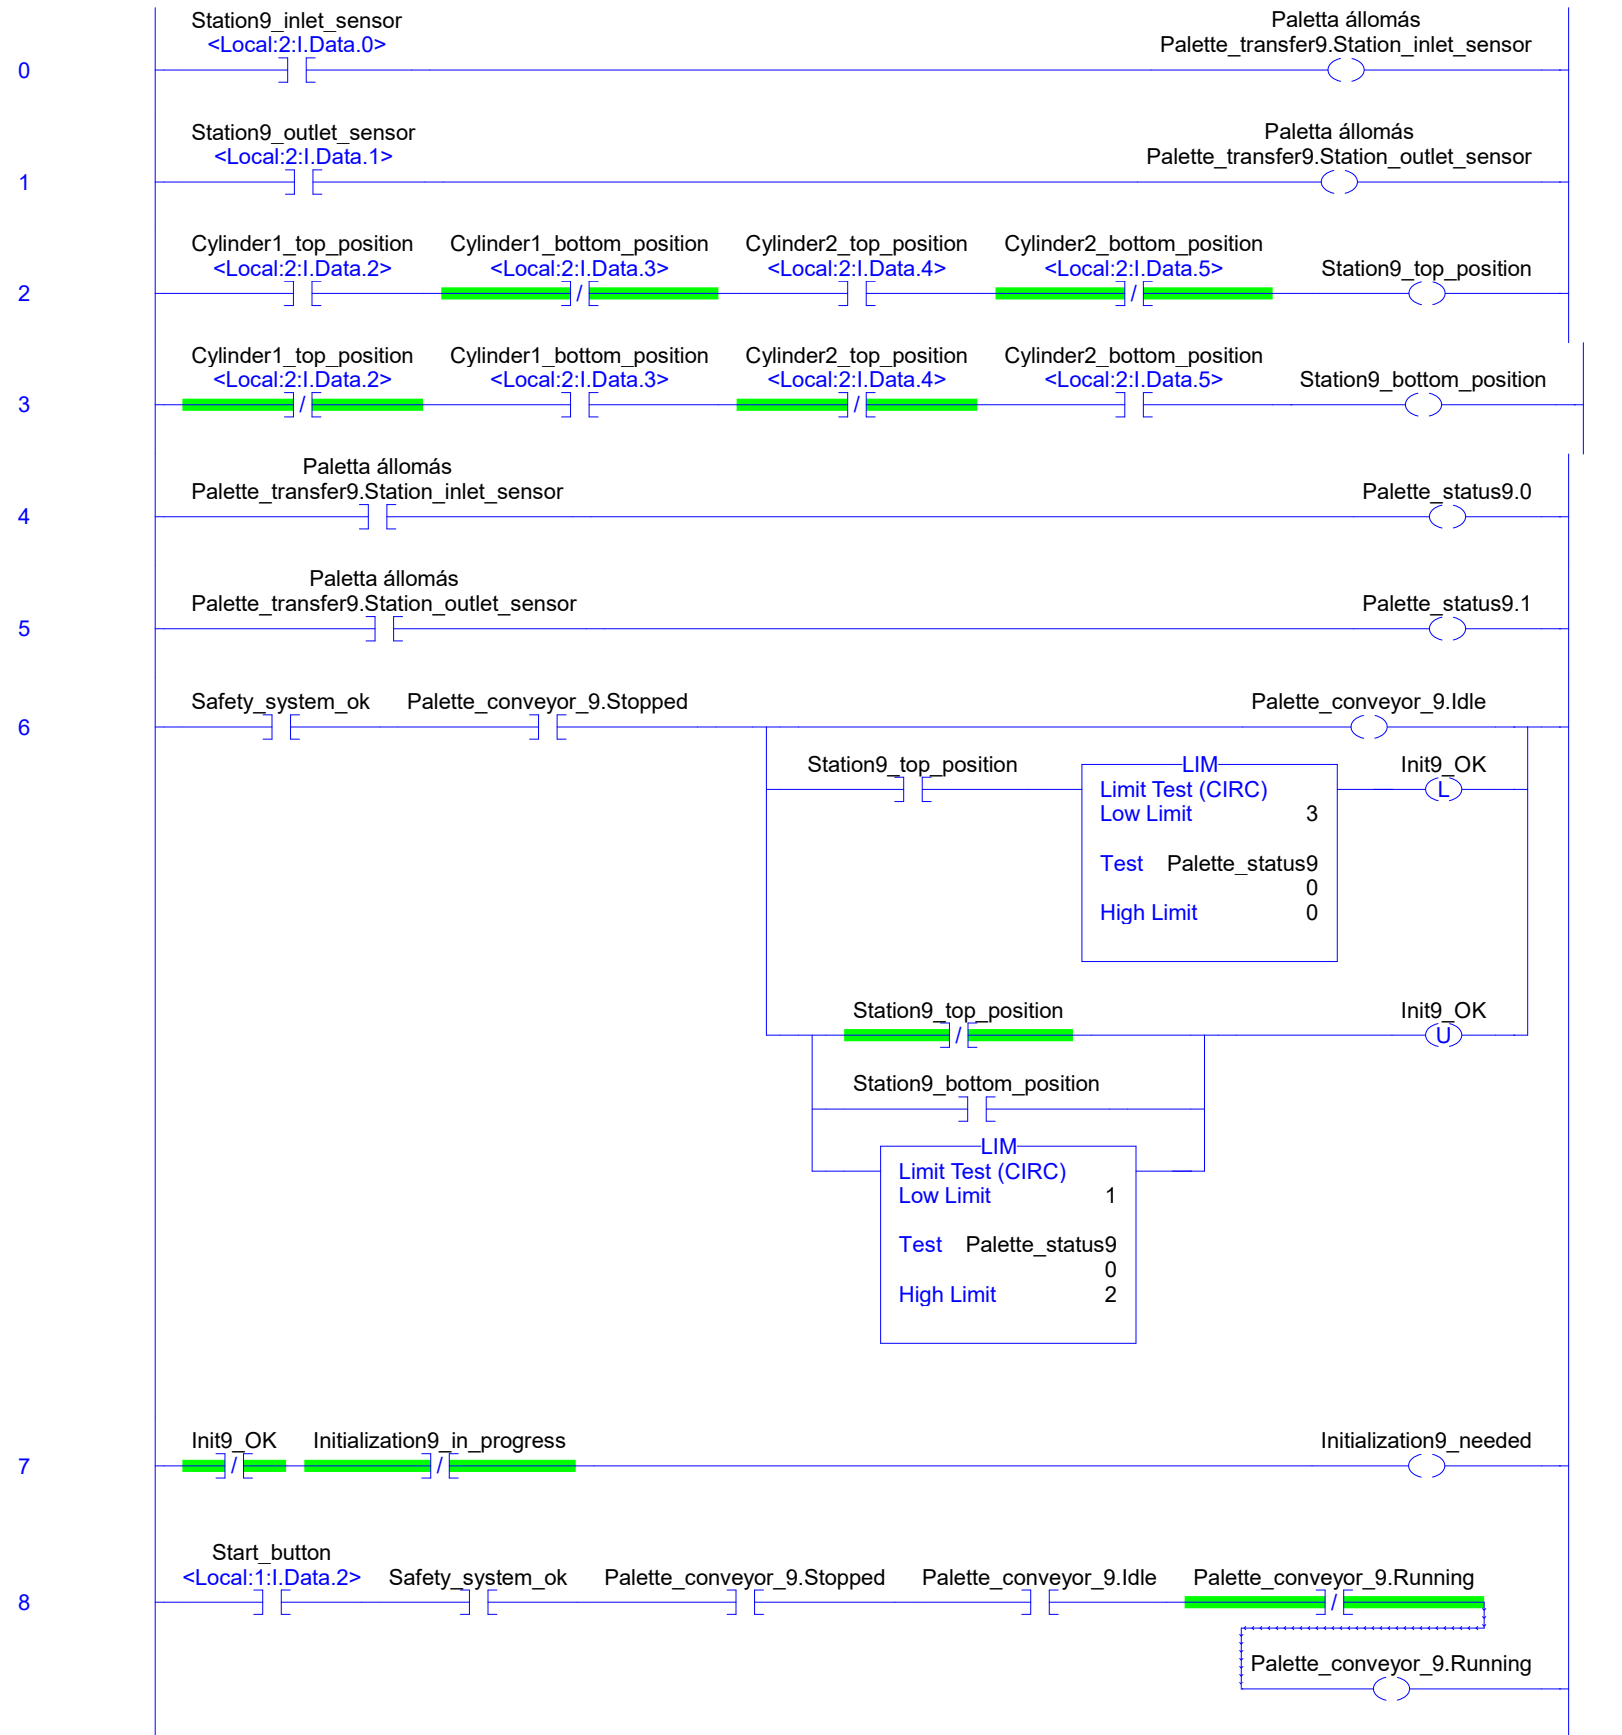 Station9_inlet_sensor
<Local:2:I.Data.0>
Paletta állomás
Palette_transfer9.Station_inlet_sensor
0
Station9_outlet_sensor
<Local:2:I.Data.1>
Paletta állomás
Palette_transfer9.Station_outlet_sensor
1
Cylinder1_top_position
<Local:2:I.Data.2>
Cylinder1_bottom_position
<Local:2:I.Data.3>
Cylinder2_top_position
<Local:2:I.Data.4>
Cylinder2_bottom_position
<Local:2:I.Data.5>
Station9_top_position
2
Cylinder1_top_position
<Local:2:I.Data.2>
Cylinder1_bottom_position
<Local:2:I.Data.3>
Cylinder2_top_position
<Local:2:I.Data.4>
Cylinder2_bottom_position
<Local:2:I.Data.5>
Station9_bottom_position
3
Paletta állomás
Palette_transfer9.Station_inlet_sensor
Palette_status9.0
4
Paletta állomás
Palette_transfer9.Station_outlet_sensor
Palette_status9.1
5
Safety_system_ok
Palette_conveyor_9.Stopped
Palette_conveyor_9.Idle
6
Station9_top_position
LIM
Limit Test (CIRC)
Low Limit 3
Test Palette_status9
0
High Limit 0
Init9_OK
L
Station9_top_position
Init9_OK
U
Station9_bottom_position
LIM
Limit Test (CIRC)
Low Limit 1
Test Palette_status9
0
High Limit 2
Init9_OK
Initialization9_in_progress
Initialization9_needed
7
Start_button
<Local:1:I.Data.2>
Safety_system_ok
Palette_conveyor_9.Stopped
Palette_conveyor_9.Idle
Palette_conveyor_9.Running
8
Palette_conveyor_9.Running